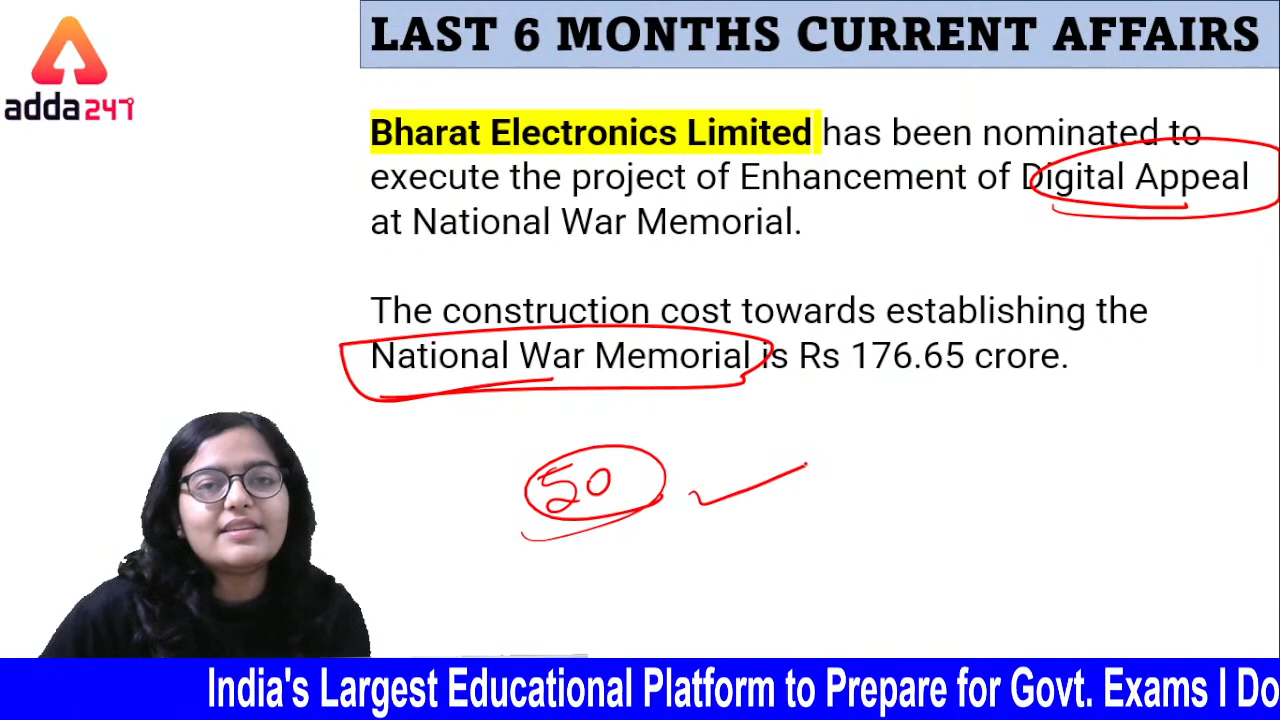 LAST 6 MONTHS CURRENT AFFAIRS
adda247
Bharat Electronics Limited has been nominated to
execute the project of Enhancement of Digital Appeal
at National War Memorial.
The construction cost towards establishing the
National War Memorial is Rs 176.65 crore.
50
India's Largest Educational Platform to Prepare for Govt. Exams I Do